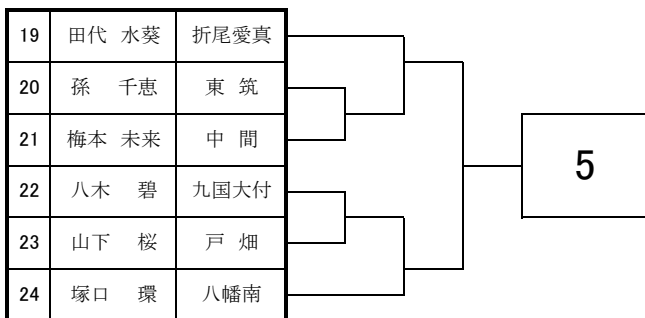 19 田代 水葵 折尾愛真
20 孫 千恵 東 筑
21 梅本 未来 中 間
22 八木 碧 九国大付
23 山下 桜 戸 畑
24 塚口 環 八幡南
5